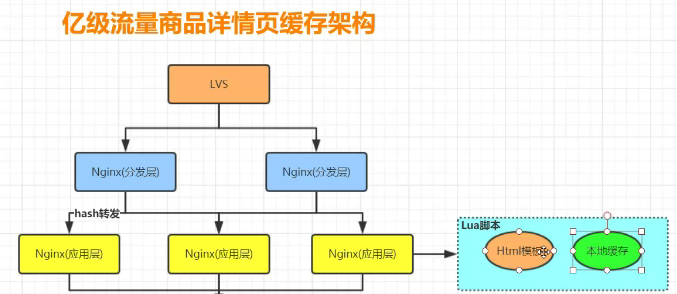 亿级流量商品详情页缓存架构
LVS
Nginx(分发层)
Nginx(分发层)
hash转发
Lua脚本
Nginx(应用层)
Nginx(应用层)
Nginx(应用层)
Html模板
本地缓存